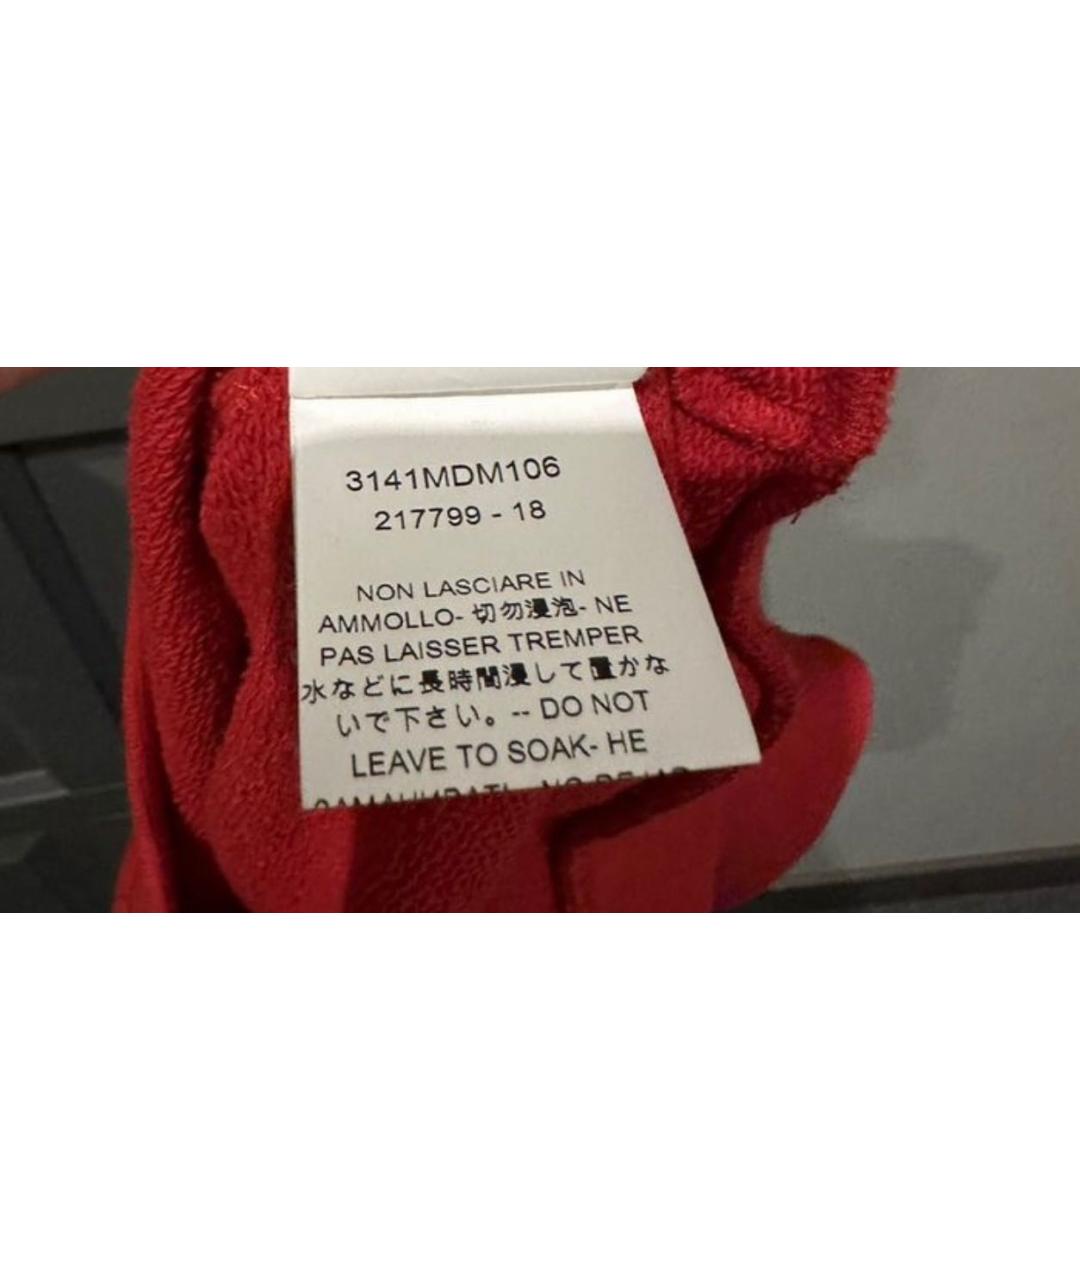 3141MDM106
217799 - 18
NON LASCIARE IN
AMMOLLO- 切勿浸泡- NE
PAS LAISSER TREMPER
水などに長時間浸して置かな
いで下さい。-- DO NOT
LEAVE TO SOAK- HE